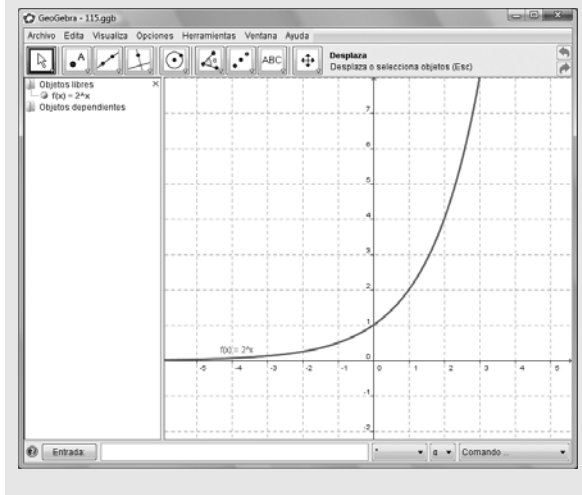 GeoGebra - 115.ggb
Archivo Edita Visualiza Opciones Herramientas Ventana Ayuda
A
ABC
Desplaza
Desplaza o selecciona objetos (Esc)
Objetos libres
f(x) = 2^x
Objetos dependientes
7
6
5
4
3
2
1
0
-1
-2
-5 -4 -3 -2 -1 0 1 2 3 4 5
f(x) = 2^x
Entrada:
α
Comando ...